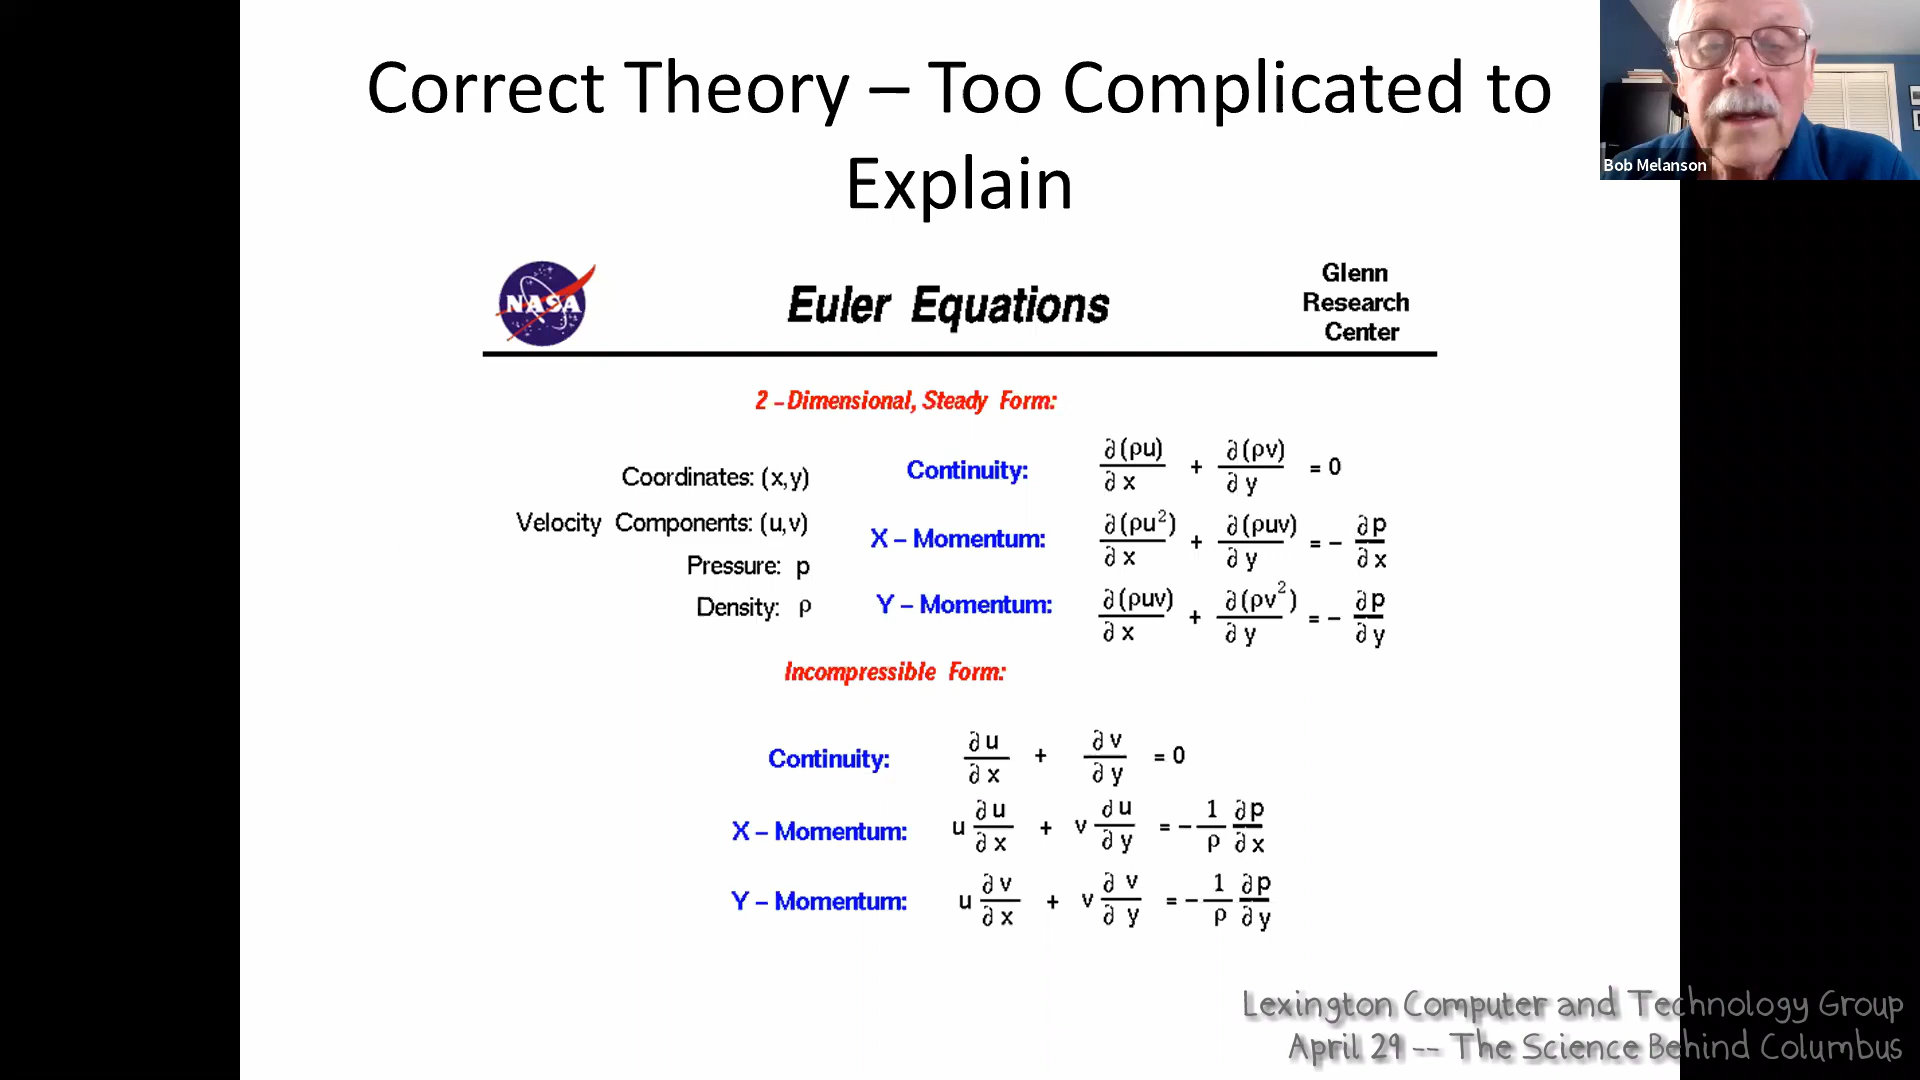 Correct Theory – Too Complicated to
Explain
Bob Melanson
NASA
Euler Equations
Glenn
Research
Center
2 – Dimensional, Steady Form:
Coordinates: (x,y)
Velocity Components: (u,v)
Pressure: p
Density: ρ
Continuity: ∂(ρu)/∂x + ∂(ρv)/∂y = 0
X – Momentum: ∂(ρu²)/∂x + ∂(ρuv)/∂y = – ∂p/∂x
Y – Momentum: ∂(ρuv)/∂x + ∂(ρv²)/∂y = – ∂p/∂y
Incompressible Form:
Continuity: ∂u/∂x + ∂v/∂y = 0
X – Momentum: u ∂u/∂x + v ∂u/∂y = – 1/ρ ∂p/∂x
Y – Momentum: u ∂v/∂x + v ∂v/∂y = – 1/ρ ∂p/∂y
Lexington Computer and Technology Group
April 29 -- The Science Behind Columbus